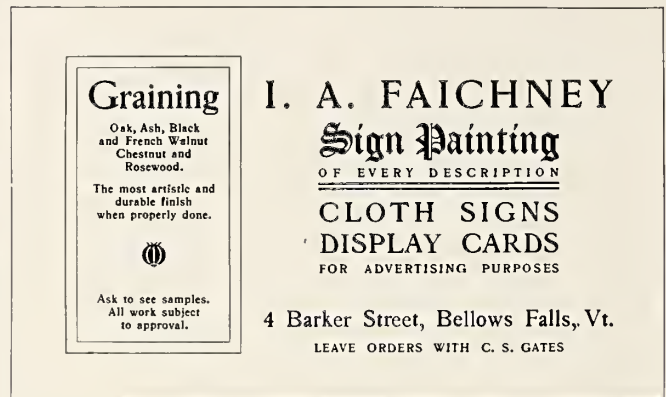 Graining
Oak, Ash, Black
and French Walnut
Chestnut and
Rosewood.
The most artistic and
durable finish
when properly done.
Ask to see samples.
All work subject
to approval.
I. A. FAICHNEY
Sign Painting
OF EVERY DESCRIPTION
CLOTH SIGNS
DISPLAY CARDS
FOR ADVERTISING PURPOSES
4 Barker Street, Bellows Falls, Vt.
LEAVE ORDERS WITH C. S. GATES